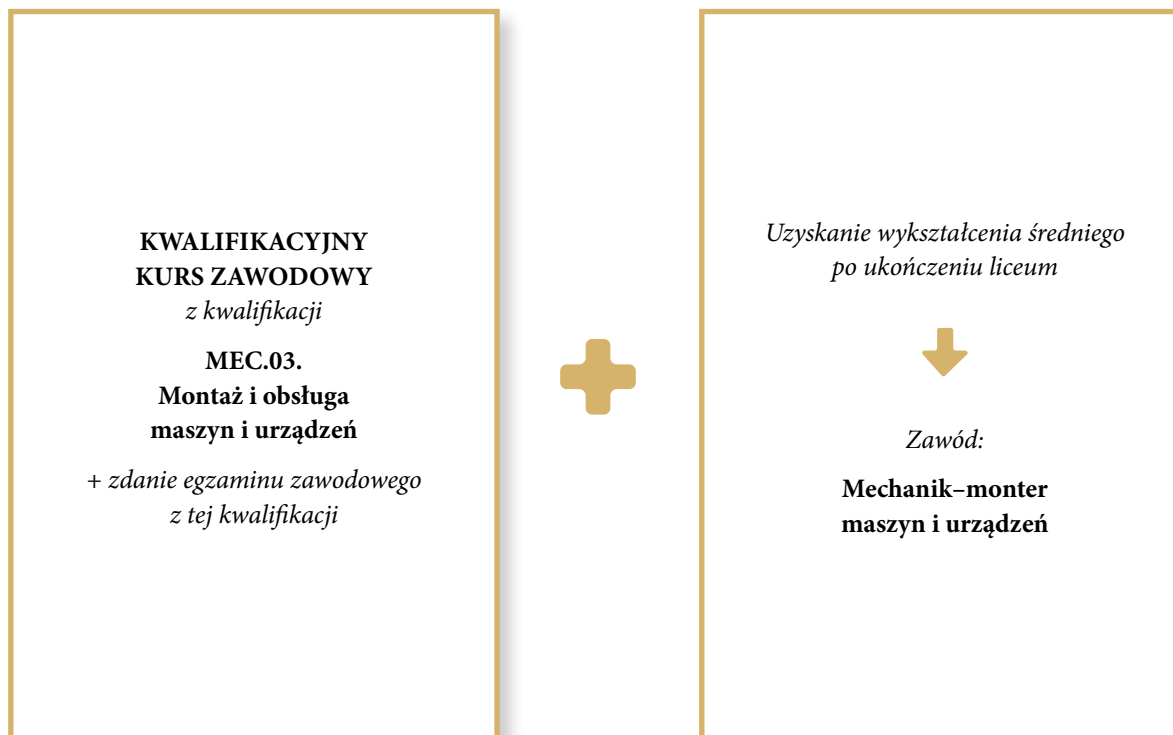 KWALIFIKACYJNY
KURS ZAWODOWY
z kwalifikacji
MEC.03.
Montaż i obsługa
maszyn i urządzeń
+ zdanie egzaminu zawodowego
z tej kwalifikacji
Uzyskanie wykształcenia średniego
po ukończeniu liceum
Zawód:
Mechanik–monter
maszyn i urządzeń